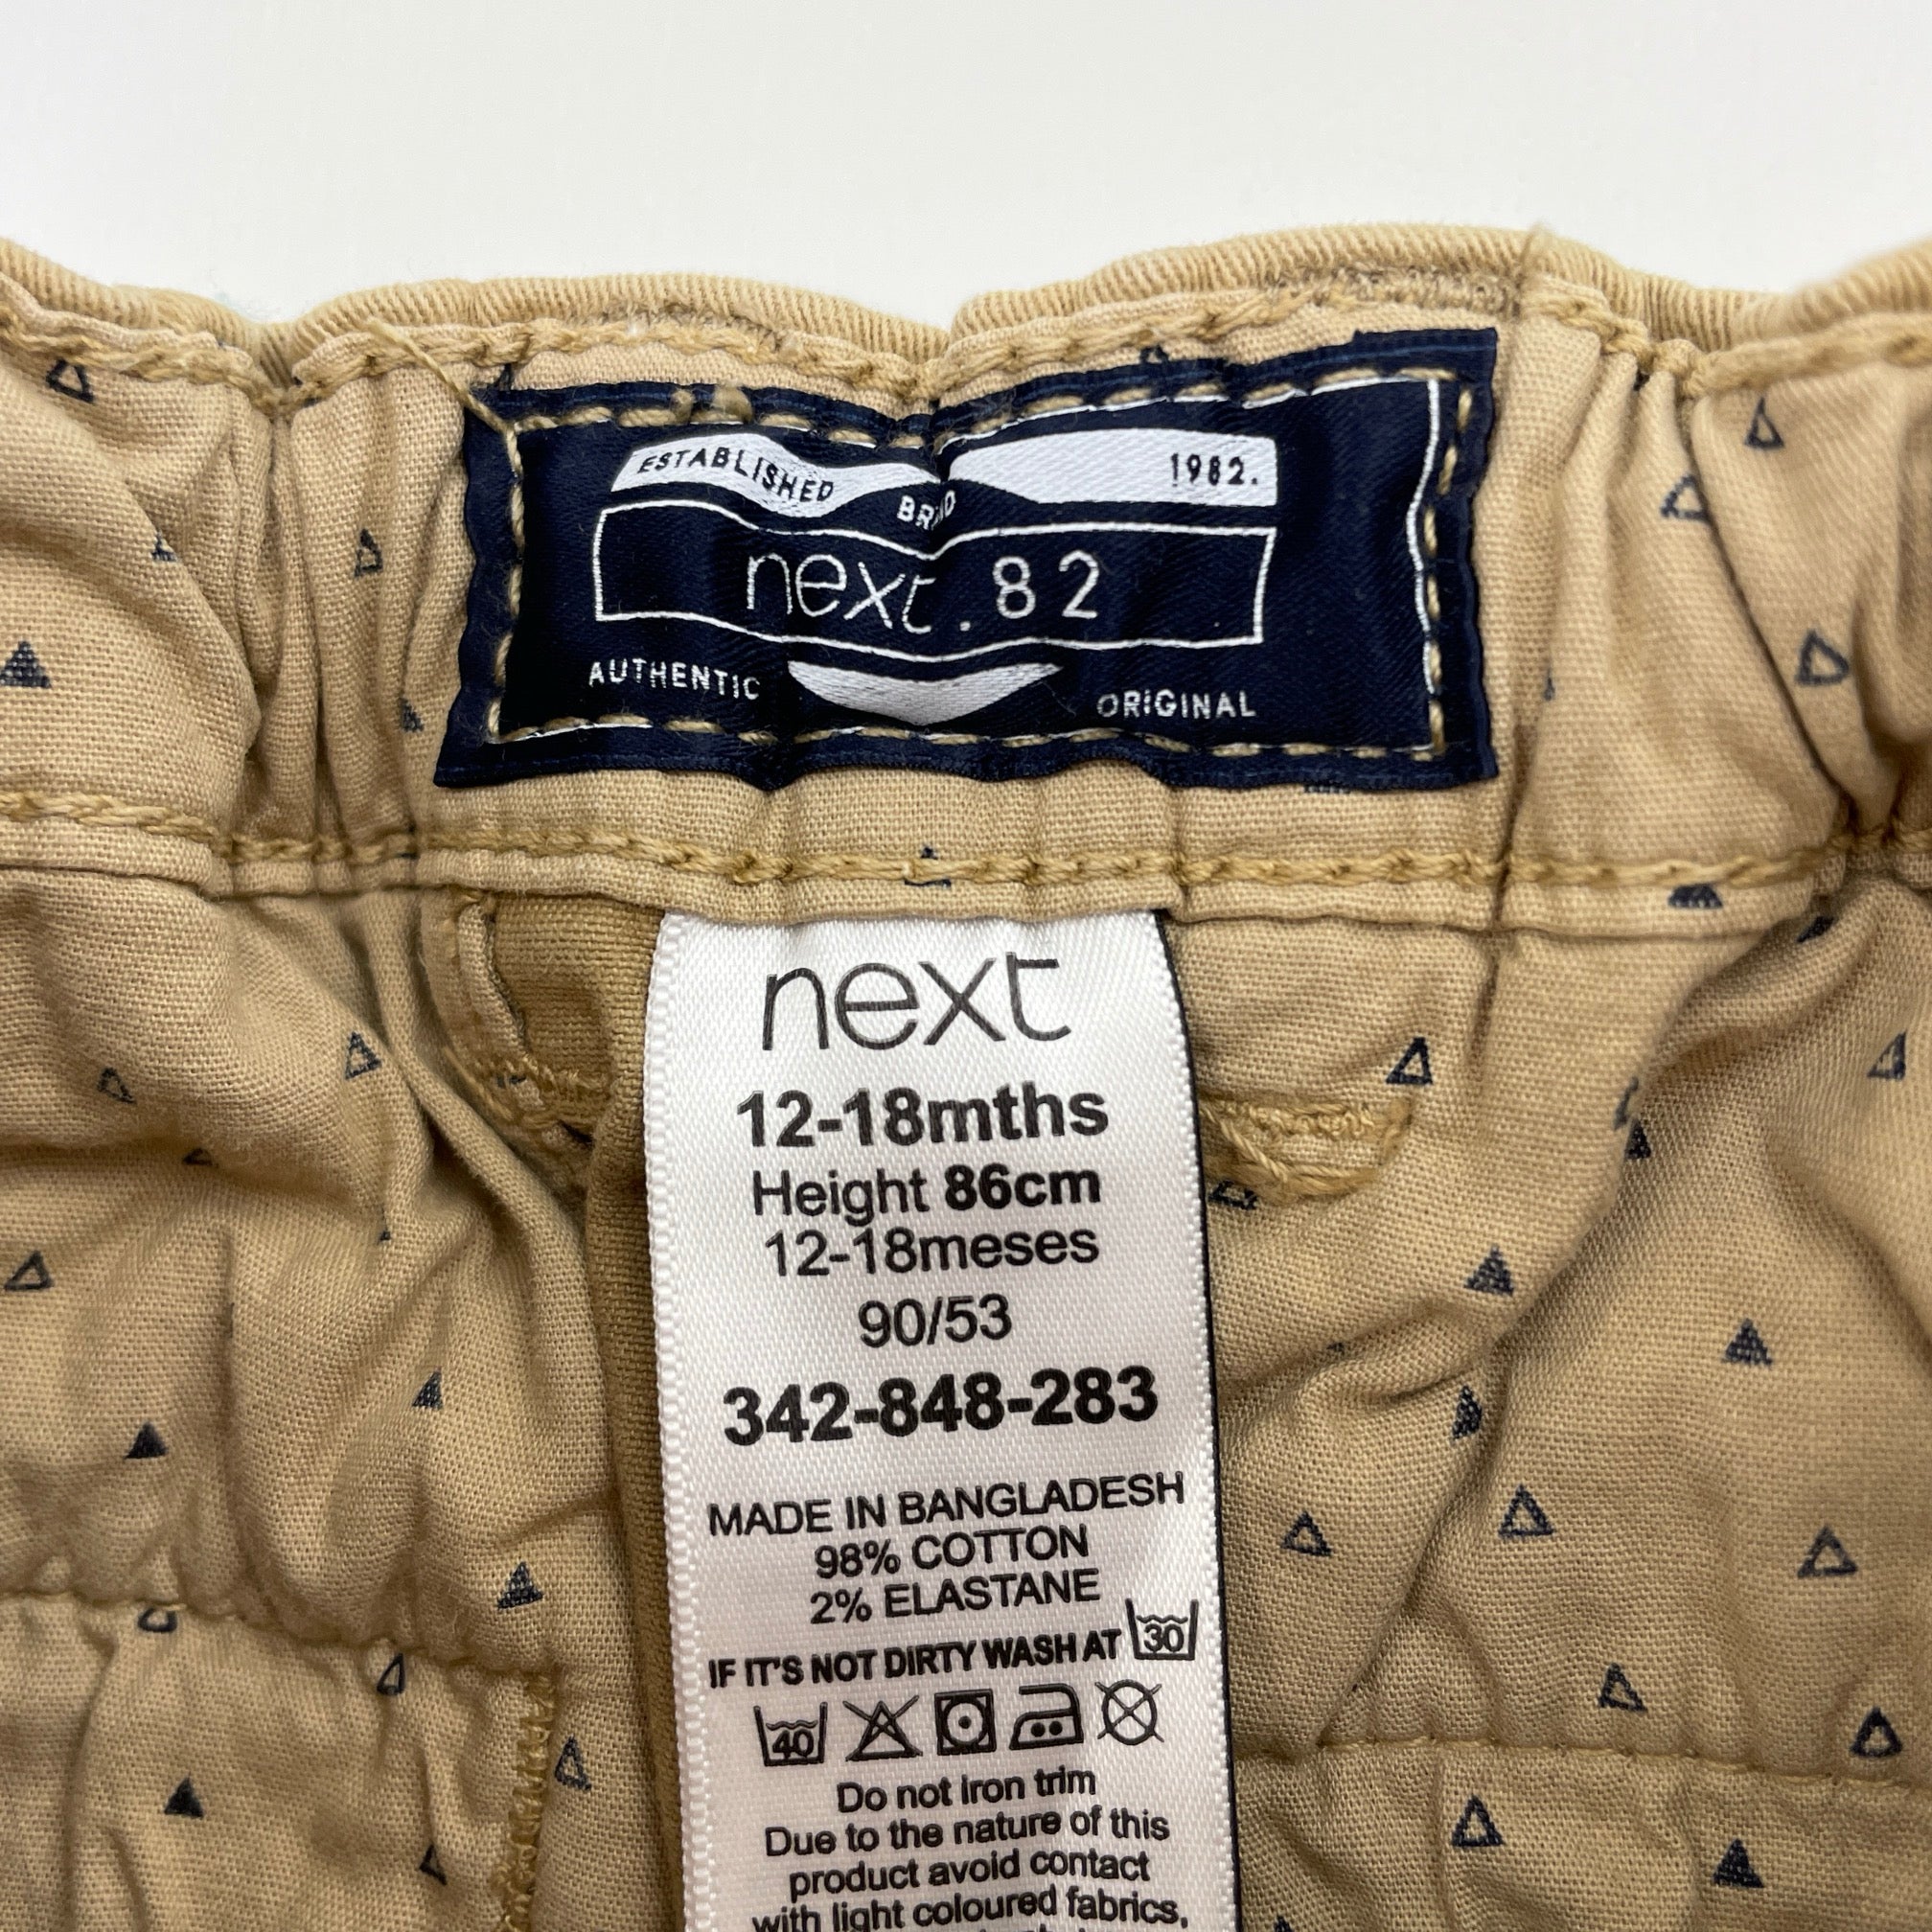 ESTABLISHED 1982.
BRAND
next.82
AUTHENTIC ORIGINAL
next
12-18mths
Height 86cm
12-18meses
90/53
342-848-283
MADE IN BANGLADESH
98% COTTON
2% ELASTANE
IF IT'S NOT DIRTY WASH AT 30
40
Do not iron trim
Due to the nature of this
product avoid contact
with light coloured fabrics,